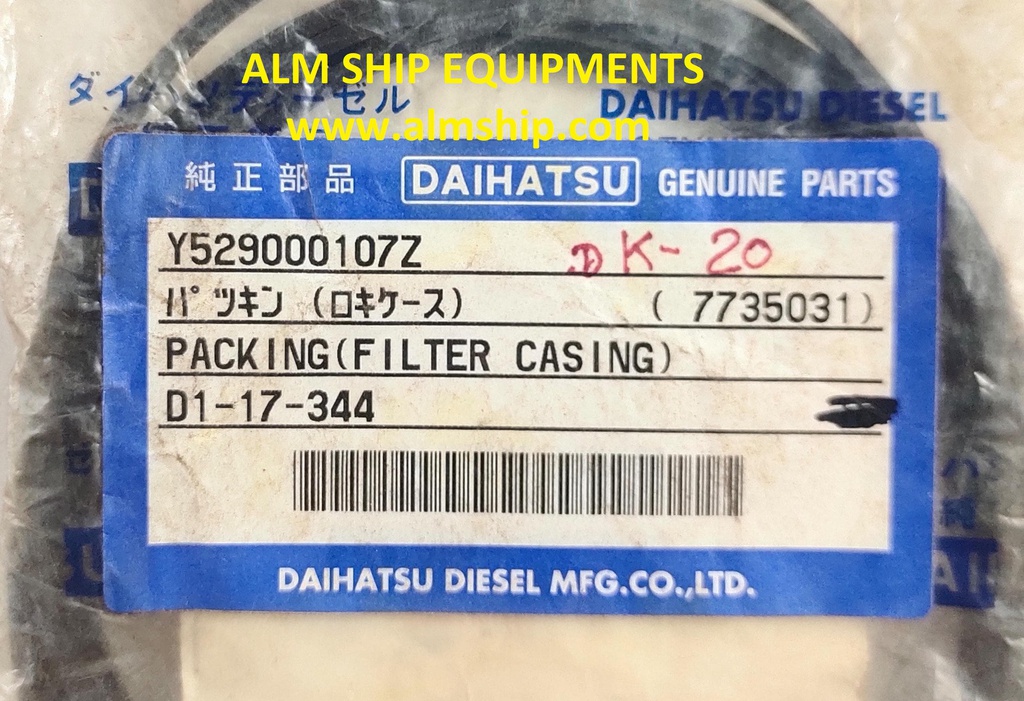 ALM SHIP EQUIPMENTS
DAIHATSU DIESEL
www.almship.com
純正部品 DAIHATSU GENUINE PARTS
Y529000107Z DK-20
パツキン (ロキケース) ( 7735031)
PACKING(FILTER CASING)
D1-17-344
DAIHATSU DIESEL MFG.CO.,LTD.